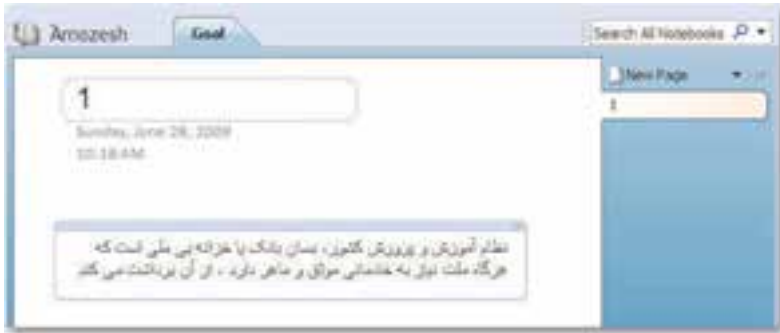 Amozesh
Goal
Search All Notebooks
New Page
1
1
Sunday, June 28, 2009
10:18 AM
نظام آموزش و پرورش کشور، بسان بانک یا خزانه یی ملی است که
هرگاه ملت نیاز به خدماتی موثق و ماهر دارد ، از آن برداشت می کند